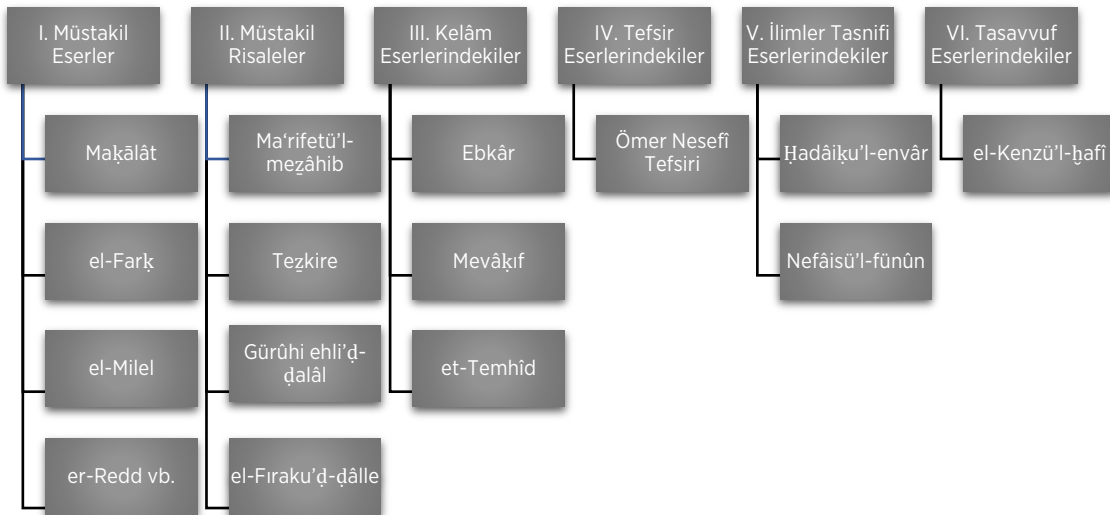 I. Müstakil
Eserler
Maḳālât
el-Farḳ
el-Milel
er-Redd vb.
II. Müstakil
Risaleler
Ma‘rifetü’l-
meẕâhib
Teẕkire
Gürûhi ehli’ḍ-
ḍalâl
el-Fıraku’ḍ-ḍâlle
III. Kelâm
Eserlerindekiler
Ebkâr
Mevâḳıf
et-Temhîd
IV. Tefsir
Eserlerindekiler
Ömer Nesefî
Tefsiri
V. İlimler Tasnifi
Eserlerindekiler
Ḥadâiḳu’l-envâr
Nefâisü’l-fünûn
VI. Tasavvuf
Eserlerindekiler
el-Kenzü’l-ḫafî